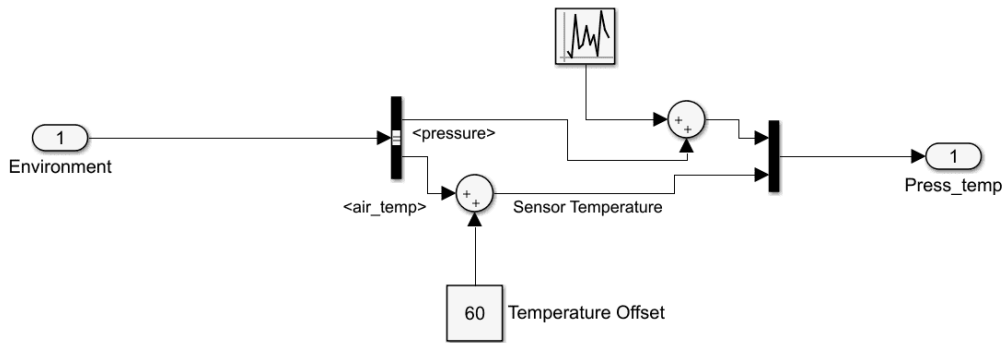 1
Environment
<pressure>
<air_temp>
Sensor Temperature
60
Temperature Offset
1
Press_temp